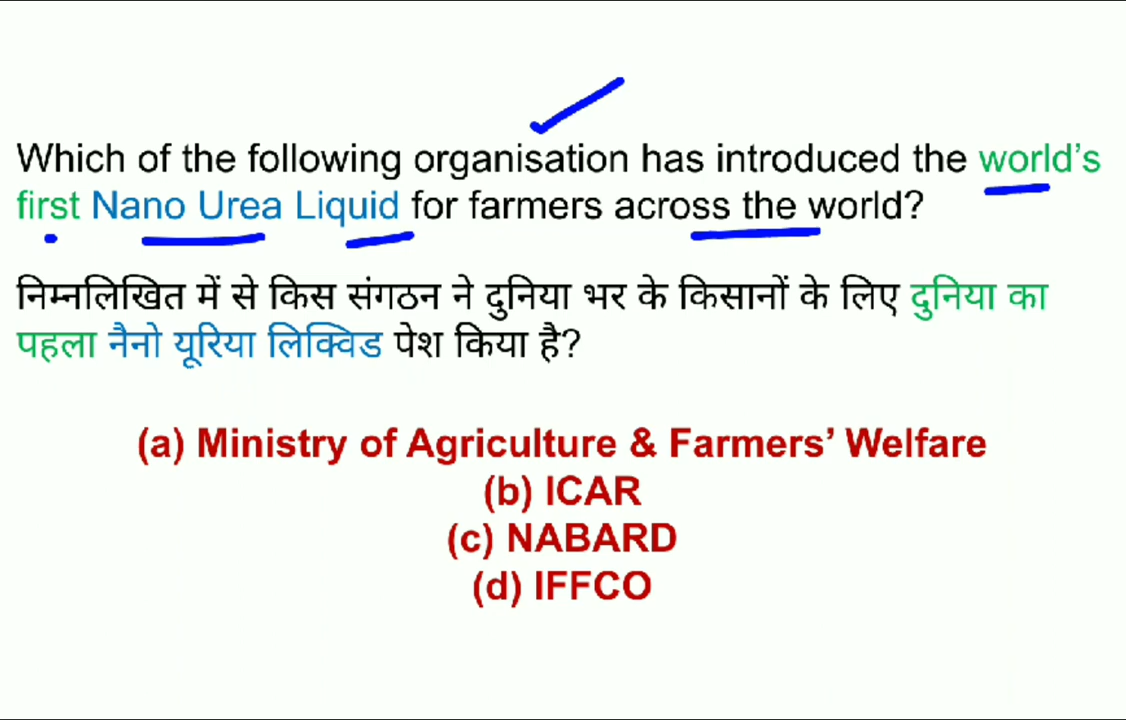 Which of the following organisation has introduced the world's
first Nano Urea Liquid for farmers across the world?
निम्नलिखित में से किस संगठन ने दुनिया भर के किसानों के लिए दुनिया का
पहला नैनो यूरिया लिक्विड पेश किया है?
(a) Ministry of Agriculture & Farmers' Welfare
(b) ICAR
(c) NABARD
(d) IFFCO